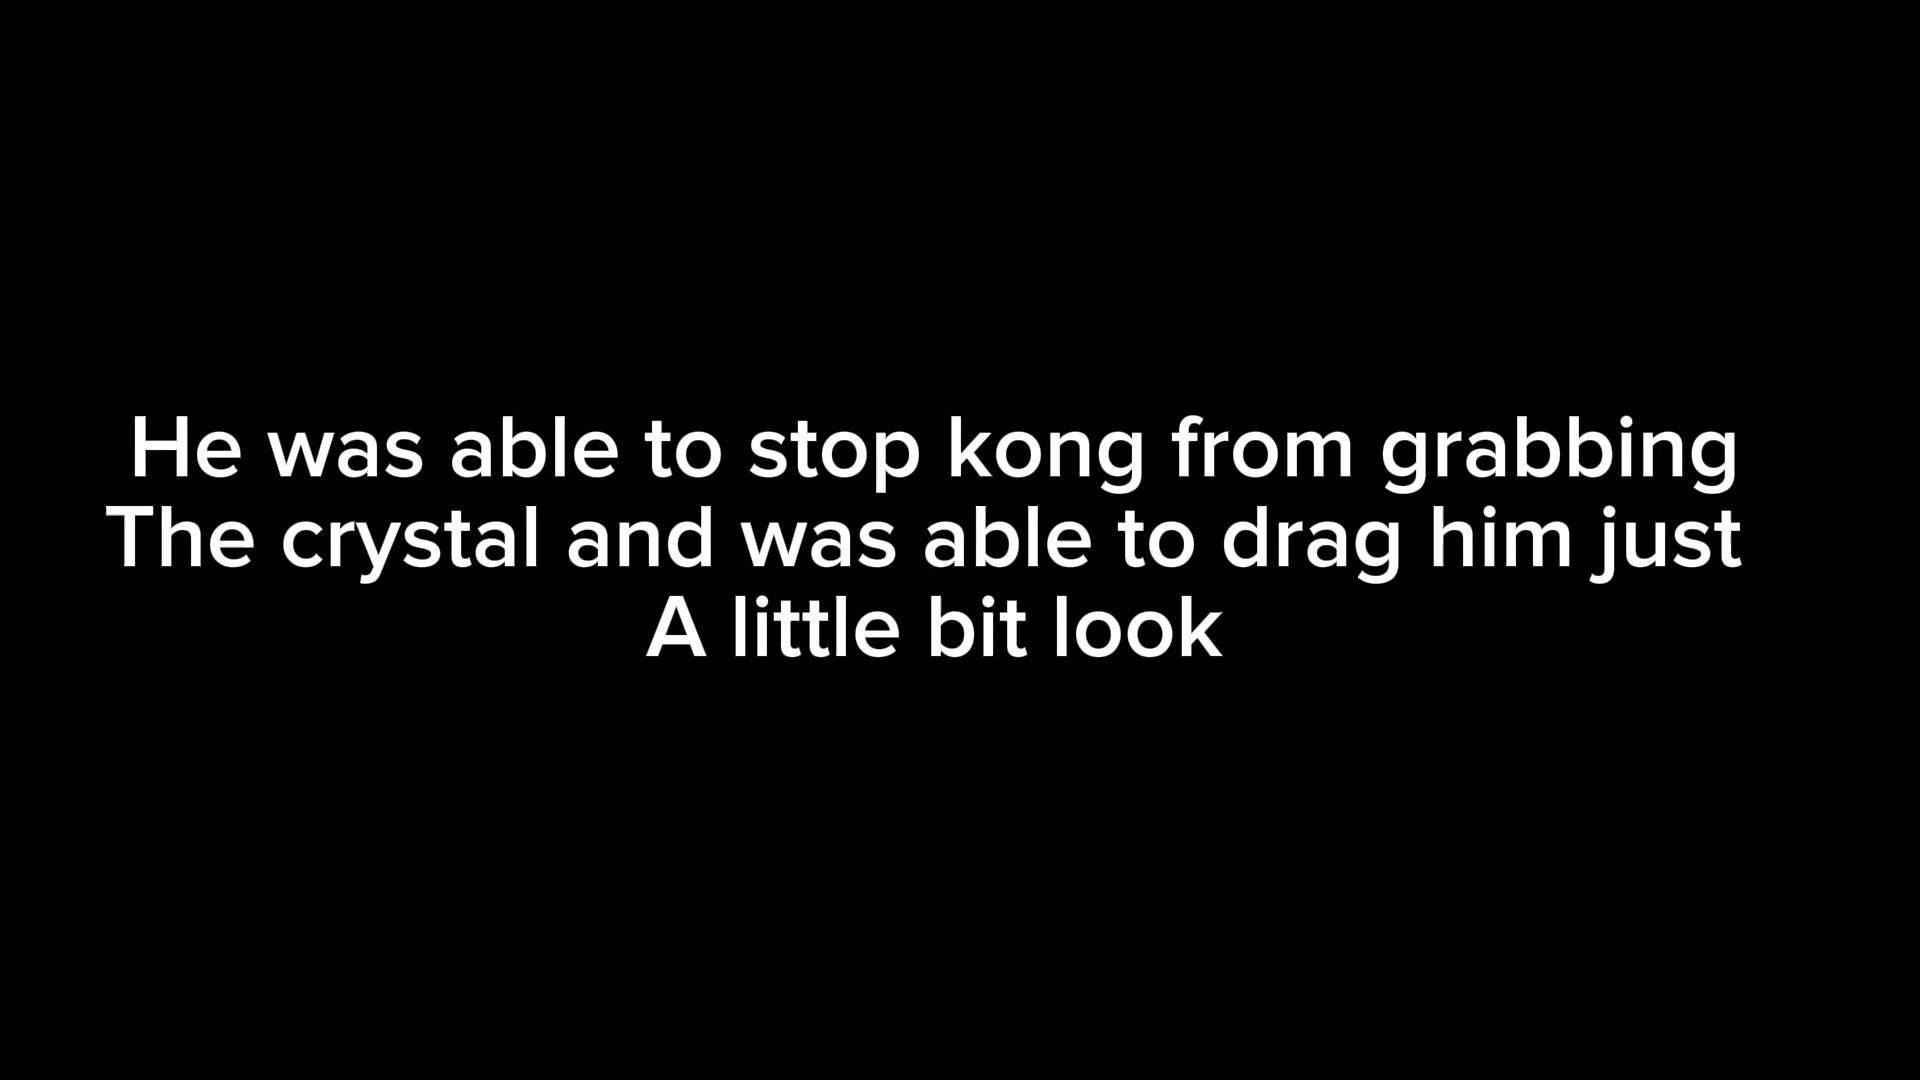 He was able to stop kong from grabbing
The crystal and was able to drag him just
A little bit look